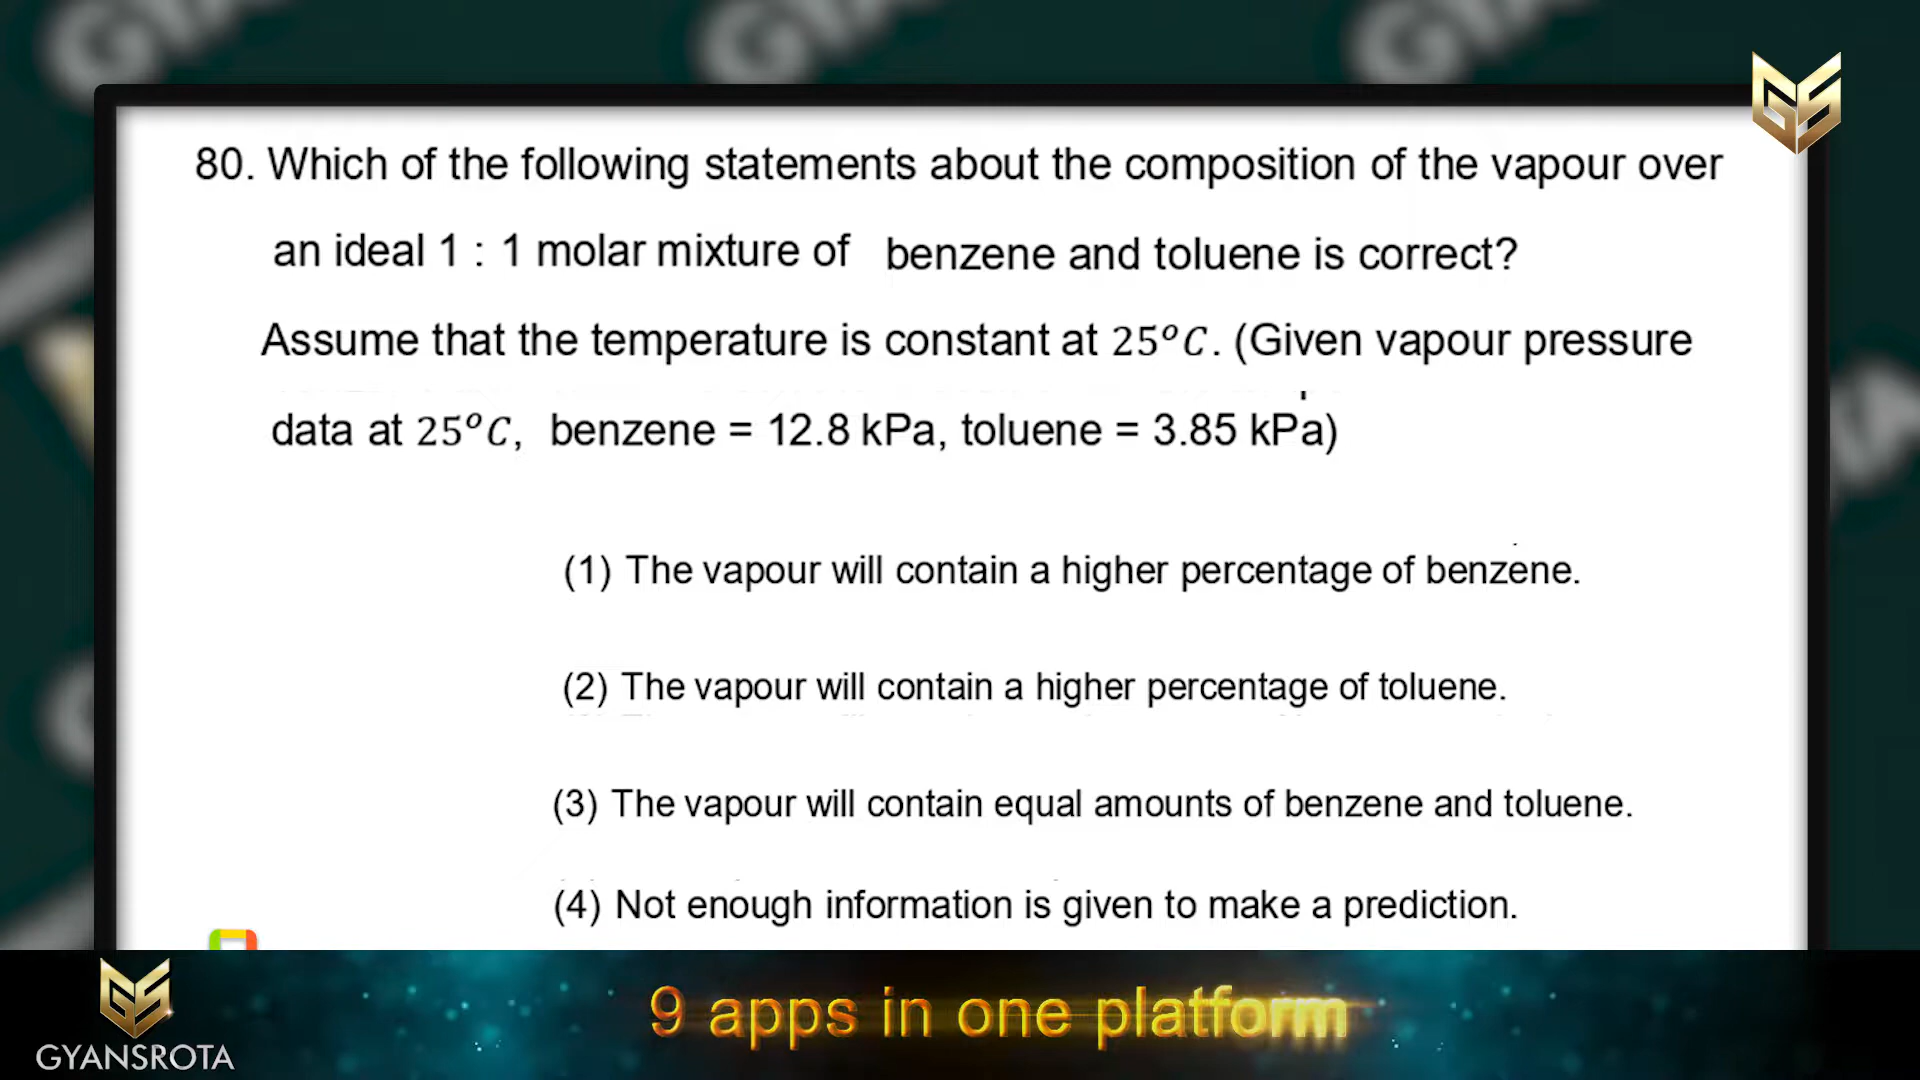 80. Which of the following statements about the composition of the vapour over
an ideal 1 : 1 molar mixture of benzene and toluene is correct?
Assume that the temperature is constant at 25°C. (Given vapour pressure
data at 25°C, benzene = 12.8 kPa, toluene = 3.85 kPa)
(1) The vapour will contain a higher percentage of benzene.
(2) The vapour will contain a higher percentage of toluene.
(3) The vapour will contain equal amounts of benzene and toluene.
(4) Not enough information is given to make a prediction.
9 apps in one platform
GYANSROTA